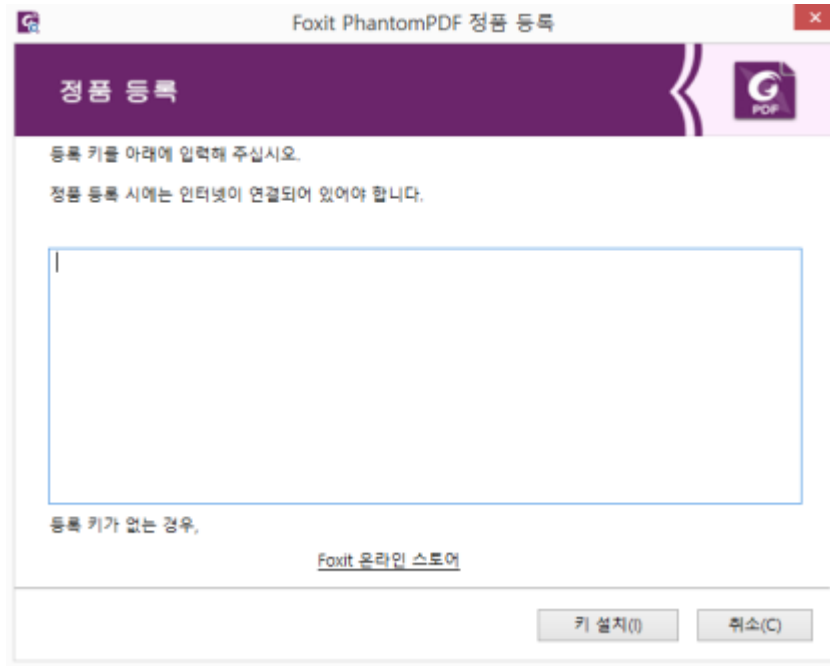 Foxit PhantomPDF 정품 등록
정품 등록
PDF
등록 키를 아래에 입력해 주십시오.
정품 등록 시에는 인터넷이 연결되어 있어야 합니다.
등록 키가 없는 경우,
Foxit 온라인 스토어
키 설치(I) 취소(C)